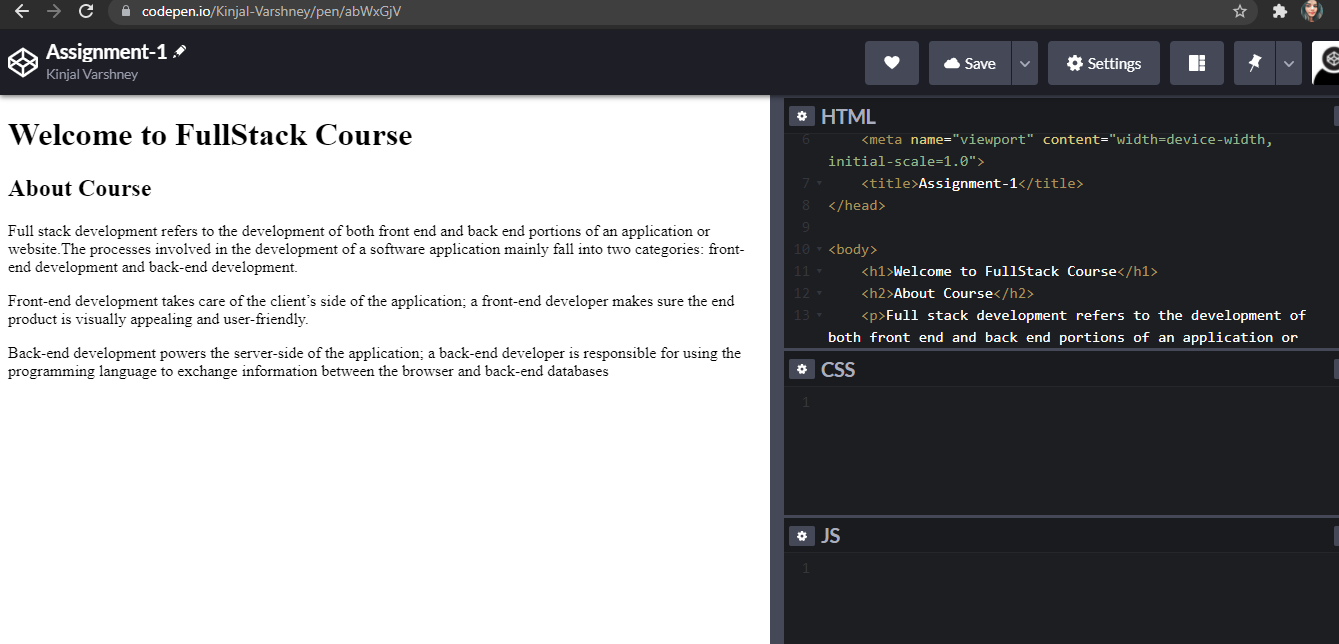 codepen.io/Kinjal-Varshney/pen/abWxGjV
Assignment-1
Kinjal Varshney
Save
Settings
Welcome to FullStack Course
About Course
Full stack development refers to the development of both front end and back end portions of an application or
website.The processes involved in the development of a software application mainly fall into two categories: front-
end development and back-end development.
Front-end development takes care of the client’s side of the application; a front-end developer makes sure the end
product is visually appealing and user-friendly.
Back-end development powers the server-side of the application; a back-end developer is responsible for using the
programming language to exchange information between the browser and back-end databases
HTML
6 <meta name="viewport" content="width=device-width,
initial-scale=1.0">
7 <title>Assignment-1</title>
8 </head>
9
10 <body>
11 <h1>Welcome to FullStack Course</h1>
12 <h2>About Course</h2>
13 <p>Full stack development refers to the development of
both front end and back end portions of an application or
CSS
1
JS
1